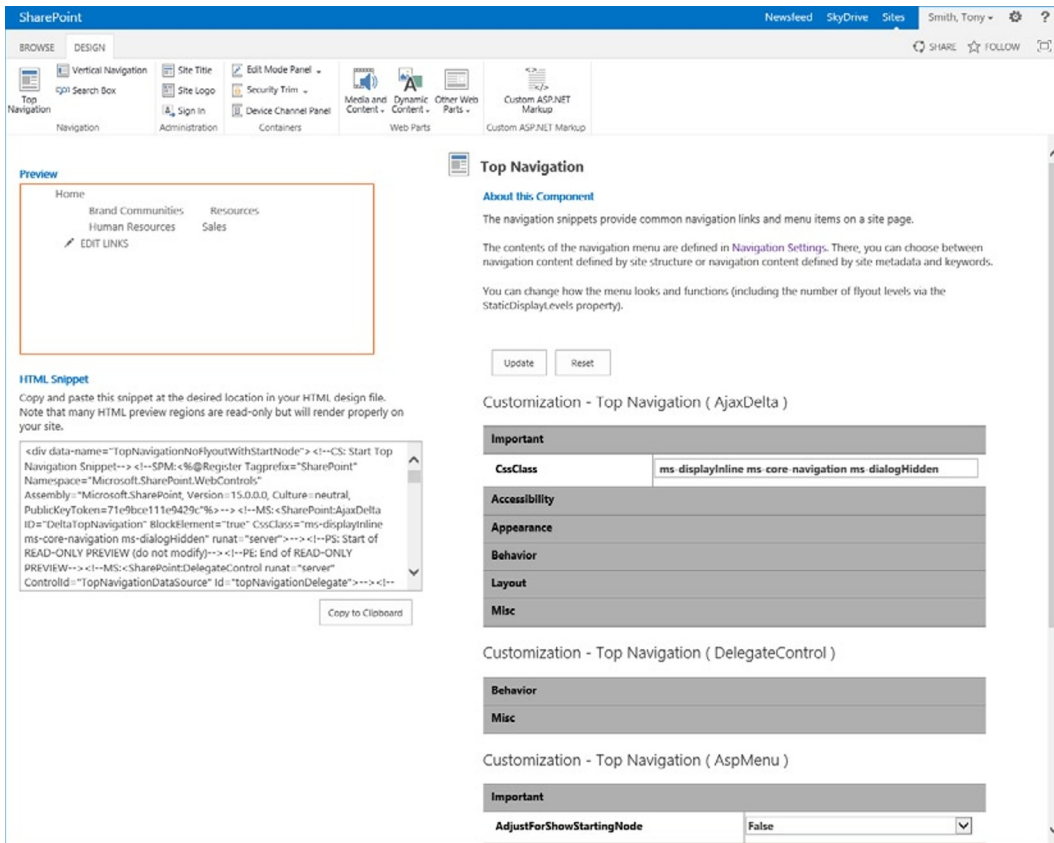 SharePoint
Newsfeed SkyDrive Sites Smith, Tony ?
BROWSE DESIGN
SHARE FOLLOW
Top Navigation
Vertical Navigation
Search Box
Navigation
Site Title
Site Logo
Sign In
Administration
Edit Mode Panel
Security Trim
Device Channel Panel
Containers
Media and Content
Dynamic Content
Other Web Parts
Web Parts
Custom ASP.NET Markup
Custom ASP.NET Markup
Preview
Home
Brand Communities Resources
Human Resources Sales
EDIT LINKS
HTML Snippet
Copy and paste this snippet at the desired location in your HTML design file.
Note that many HTML preview regions are read-only but will render properly on
your site.
<div data-name="TopNavigationNoFlyoutWithStartNode"><!--CS: Start Top
Navigation Snippet--><!--SPM:<%@Register Tagprefix="SharePoint"
Namespace="Microsoft.SharePoint.WebControls"
Assembly="Microsoft.SharePoint, Version=15.0.0.0, Culture=neutral,
PublicKeyToken=71e9bce111e9429c"%>--><!--MS:<SharePoint:AjaxDelta
ID="DeltaTopNavigation" BlockElement="true" CssClass="ms-displayInline
ms-core-navigation ms-dialogHidden" runat="server">--><!--PS: Start of
READ-ONLY PREVIEW (do not modify)--><!--PE: End of READ-ONLY
PREVIEW--><!--MS:<SharePoint:DelegateControl runat="server"
ControlId="TopNavigationDataSource" Id="topNavigationDelegate">--><!--
Copy to Clipboard
Top Navigation
About this Component
The navigation snippets provide common navigation links and menu items on a site page.
The contents of the navigation menu are defined in Navigation Settings. There, you can choose between
navigation content defined by site structure or navigation content defined by site metadata and keywords.
You can change how the menu looks and functions (including the number of flyout levels via the
StaticDisplayLevels property).
Update Reset
Customization - Top Navigation ( AjaxDelta )
Important
CssClass ms-displayInline ms-core-navigation ms-dialogHidden
Accessibility
Appearance
Behavior
Layout
Misc
Customization - Top Navigation ( DelegateControl )
Behavior
Misc
Customization - Top Navigation ( AspMenu )
Important
AdjustForShowStartingNode False